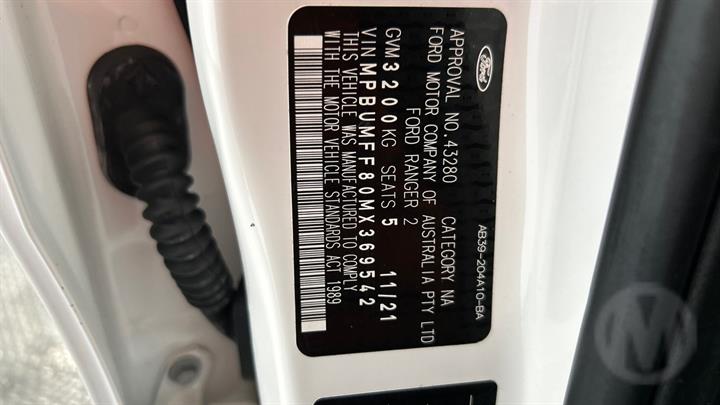 Ford
APPROVAL NO. 43280 CATEGORY NA
FORD MOTOR COMPANY OF AUSTRALIA PTY LTD
FORD RANGER 2
GVM 3200KG SEATS 5 11/21
VIN MPBUMFF80MX369542
THIS VEHICLE WAS MANUFACTURED TO COMPLY
WITH THE MOTOR VEHICLE STANDARDS ACT 1989
AB39-204A10-BA
M